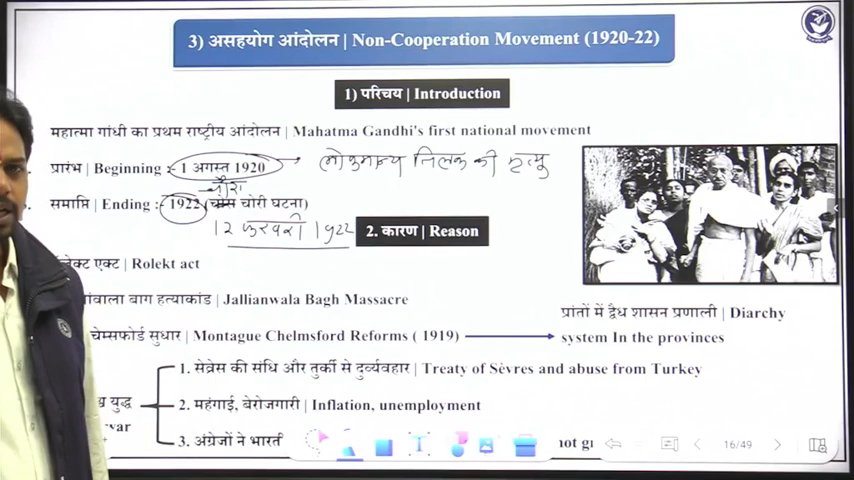 3) असहयोग आंदोलन | Non-Cooperation Movement (1920-22)
1) परिचय | Introduction
महात्मा गांधी का प्रथम राष्ट्रीय आंदोलन | Mahatma Gandhi's first national movement
प्रारंभ | Beginning :- 1 अगस्त 1920 → लोकमान्य तिलक की मृत्यु
चौरा
समाप्ति | Ending :- 1922 ( चोरी घटना)
12 फरवरी 1922
2. कारण | Reason
एक्ट | Rolekt act
बाग हत्याकांड | Jallianwala Bagh Massacre
प्रांतों में द्वैध शासन प्रणाली | Diarchy
चेम्सफोर्ड सुधार | Montague Chelmsford Reforms ( 1919)
system In the provinces
1. सेव्रेस की संधि और तुर्की से दुर्व्यवहार | Treaty of Sèvres and abuse from Turkey
युद्ध
2. महंगाई, बेरोजगारी | Inflation, unemployment
3. अंग्रेजों ने
not
16/49